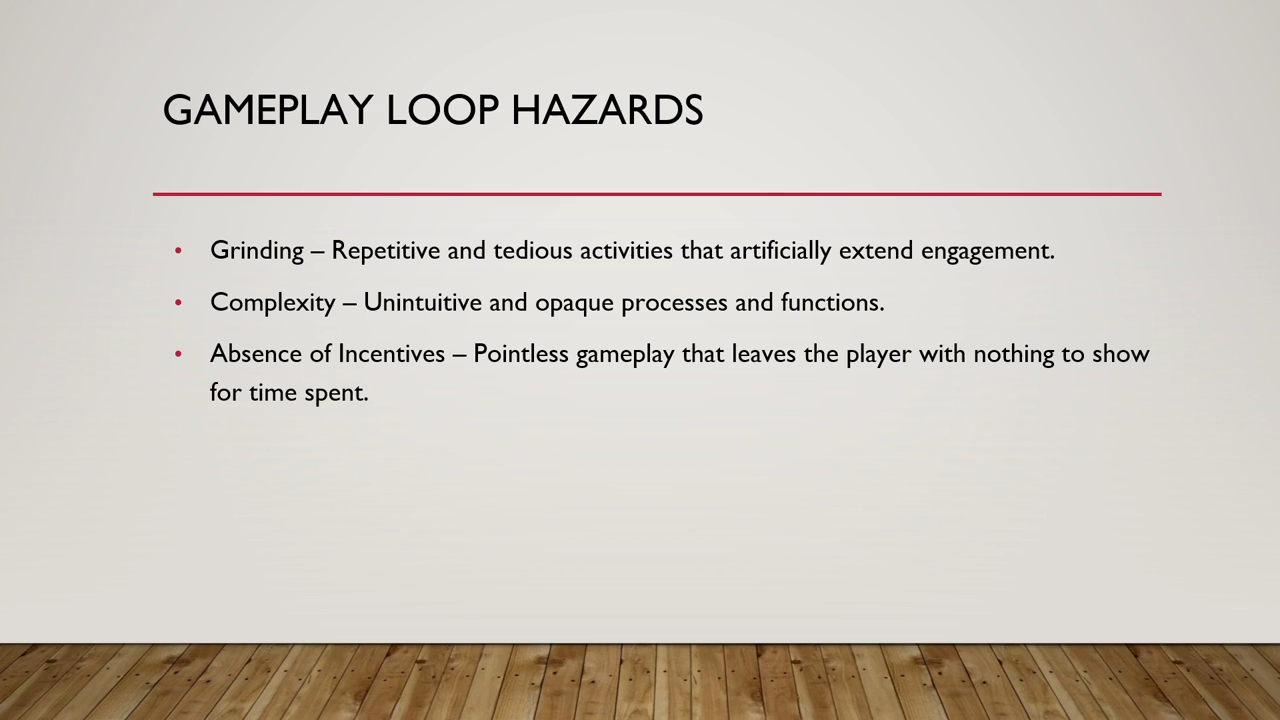 GAMEPLAY LOOP HAZARDS
• Grinding – Repetitive and tedious activities that artificially extend engagement.
• Complexity – Unintuitive and opaque processes and functions.
• Absence of Incentives – Pointless gameplay that leaves the player with nothing to show
for time spent.